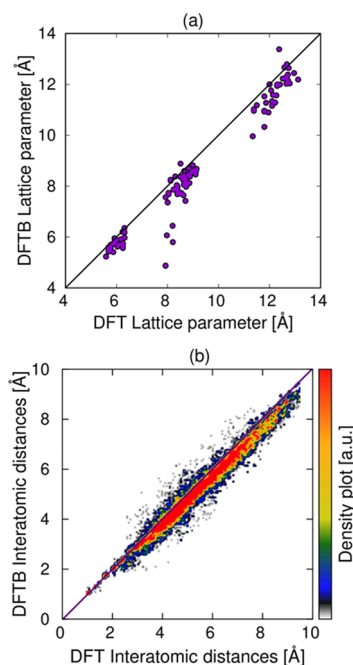 (a)
14
12
10
8
6
4
DFTB Lattice parameter [Å]
4 6 8 10 12 14
DFT Lattice parameter [Å]
(b)
10
8
6
4
2
0
DFTB Interatomic distances [Å]
0 2 4 6 8 10
DFT Interatomic distances [Å]
Density plot [a.u.]